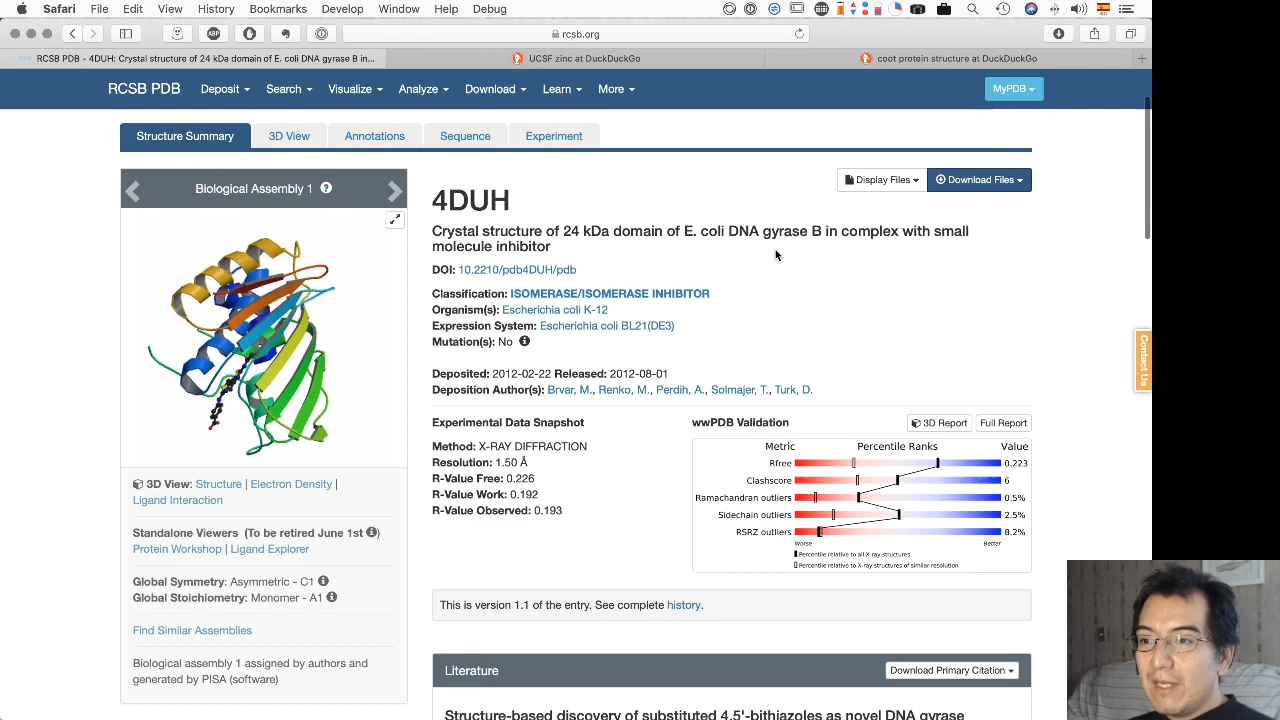 Safari File Edit View History Bookmarks Develop Window Help Debug
ABP
rcsb.org
RCSB PDB - 4DUH: Crystal structure of 24 kDa domain of E. coli DNA gyrase B in...
UCSF zinc at DuckDuckGo
coot protein structure at DuckDuckGo
RCSB PDB Deposit Search Visualize Analyze Download Learn More MyPDB
Structure Summary 3D View Annotations Sequence Experiment
Biological Assembly 1 ?
Display Files Download Files
4DUH
Crystal structure of 24 kDa domain of E. coli DNA gyrase B in complex with small
molecule inhibitor
DOI: 10.2210/pdb4DUH/pdb
Classification: ISOMERASE/ISOMERASE INHIBITOR
Organism(s): Escherichia coli K-12
Expression System: Escherichia coli BL21(DE3)
Mutation(s): No
Deposited: 2012-02-22 Released: 2012-08-01
Deposition Author(s): Brvar, M., Renko, M., Perdih, A., Solmajer, T., Turk, D.
Experimental Data Snapshot
Method: X-RAY DIFFRACTION
Resolution: 1.50 Å
R-Value Free: 0.226
R-Value Work: 0.192
R-Value Observed: 0.193
wwPDB Validation 3D Report Full Report
Metric Percentile Ranks Value
Rfree 0.223
Clashscore 6
Ramachandran outliers 0.5%
Sidechain outliers 2.5%
RSRZ outliers 8.2%
Worse Better
Percentile relative to all X-ray structures
Percentile relative to X-ray structures of similar resolution
3D View: Structure | Electron Density |
Ligand Interaction
Standalone Viewers (To be retired June 1st )
Protein Workshop | Ligand Explorer
Global Symmetry: Asymmetric - C1
Global Stoichiometry: Monomer - A1
Find Similar Assemblies
Biological assembly 1 assigned by authors and
generated by PISA (software)
This is version 1.1 of the entry. See complete history.
Literature Download Primary Citation
Structure-based discovery of substituted 4,5'-bithiazoles as novel DNA gyrase
Contact Us